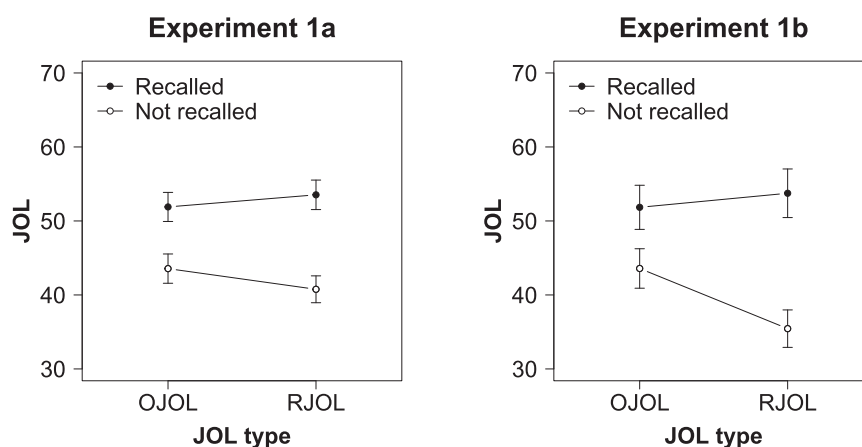 Experiment 1a
70
60
50
40
30
JOL
Recalled
Not recalled
OJOL
RJOL
JOL type
Experiment 1b
70
60
50
40
30
JOL
Recalled
Not recalled
OJOL
RJOL
JOL type